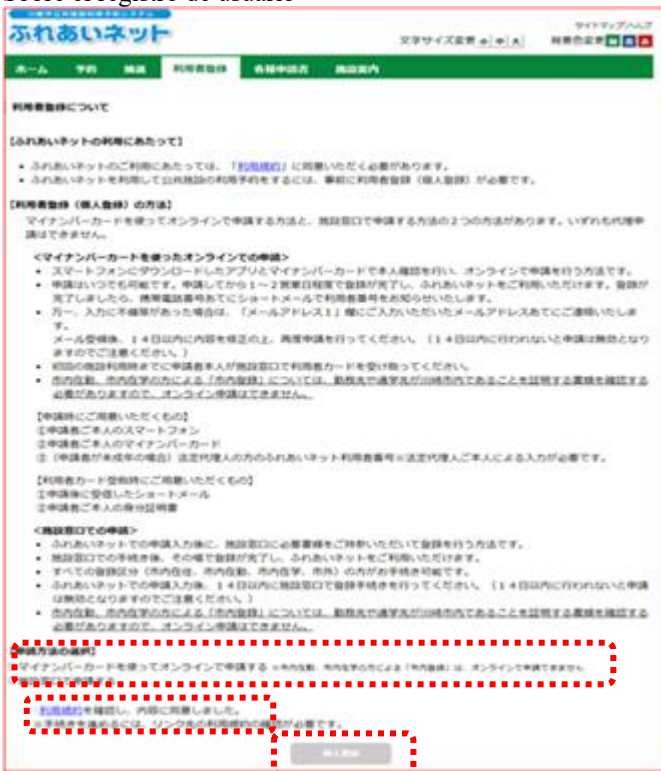 Sobre el registro de usuario
ふれあいネット
サイトマップ/ヘルプ
文字サイズ変更 小 中 大 背景色変更
ホーム 予約 抽選 利用者登録 各種申請書 施設案内
利用者登録について
【ふれあいネットの利用にあたって】
• ふれあいネットのご利用にあたっては、「利用規約」に同意いただく必要があります。
• ふれあいネットを利用して公共施設の利用予約をするには、事前に利用者登録（個人登録）が必要です。
【利用者登録（個人登録）の方法】
マイナンバーカードを使ってオンラインで申請する方法と、施設窓口で申請する方法の2つの方法があります。いずれも代理申
請はできません。
<マイナンバーカードを使ったオンラインでの申請>
• スマートフォンにダウンロードしたアプリとマイナンバーカードで本人確認を行い、オンラインで申請を行う方法です。
• 申請はいつでも可能です。申請してから1～2営業日程度で登録が完了し、ふれあいネットをご利用いただけます。登録が
完了しましたら、携帯電話番号あてにショートメールで利用者番号をお知らせいたします。
• 万一、入力に不備等があった場合は、「メールアドレス1」欄にご入力いただいたメールアドレスあてにご連絡いたしま
す。
メール受領後、14日以内に内容を修正の上、再度申請を行ってください。（14日以内に行われないと申請は無効となり
ますのでご注意ください。）
• 初回の施設利用時までに申請者本人が施設窓口で利用者カードを受け取ってください。
• 市内在勤、市内在学の方による「市内登録」については、勤務先や通学先が川崎市内であることを証明する書類を確認する
必要がありますので、オンライン申請はできません。
【申請時にご用意いただくもの】
①申請者ご本人のスマートフォン
②申請者ご本人のマイナンバーカード
③（申請者が未成年の場合）法定代理人の方のふれあいネット利用者番号※法定代理人ご本人による入力が必要です。
【利用者カード受取時にご用意いただくもの】
①申請後に受信したショートメール
②申請者ご本人の身分証明書
<施設窓口での申請>
• ふれあいネットでの申請入力後に、施設窓口に必要書類をご持参いただいて登録を行う方法です。
• 施設窓口での手続き後、その場で登録が完了し、ふれあいネットをご利用いただけます。
• すべての登録区分（市内在住、市内在勤、市内在学、市外）の方がお手続き可能です。
• ふれあいネットでの申請入力後、14日以内に施設窓口で登録手続きを行ってください。（14日以内に行われないと申請
は無効となりますのでご注意ください。）
• 市内在勤、市内在学の方による「市内登録」については、勤務先や通学先が川崎市内であることを証明する書類を確認する
必要がありますので、オンライン申請はできません。
【申請方法の選択】
マイナンバーカードを使ってオンラインで申請する ※市内在勤、市内在学の方による「市内登録」は、オンラインで申請できません
施設窓口で申請する
利用規約を確認し、内容に同意しました。
※手続きを進めるには、リンク先の利用規約の確認が必要です。